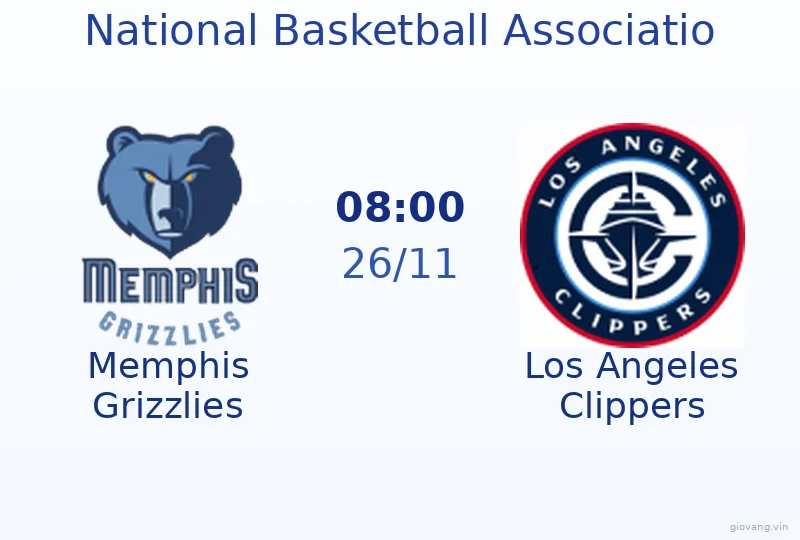 National Basketball Associatio
MEMPHIS
GRIZZLIES
08:00
26/11
LOS ANGELES
CLIPPERS
Memphis
Grizzlies
Los Angeles
Clippers
giovang.vin